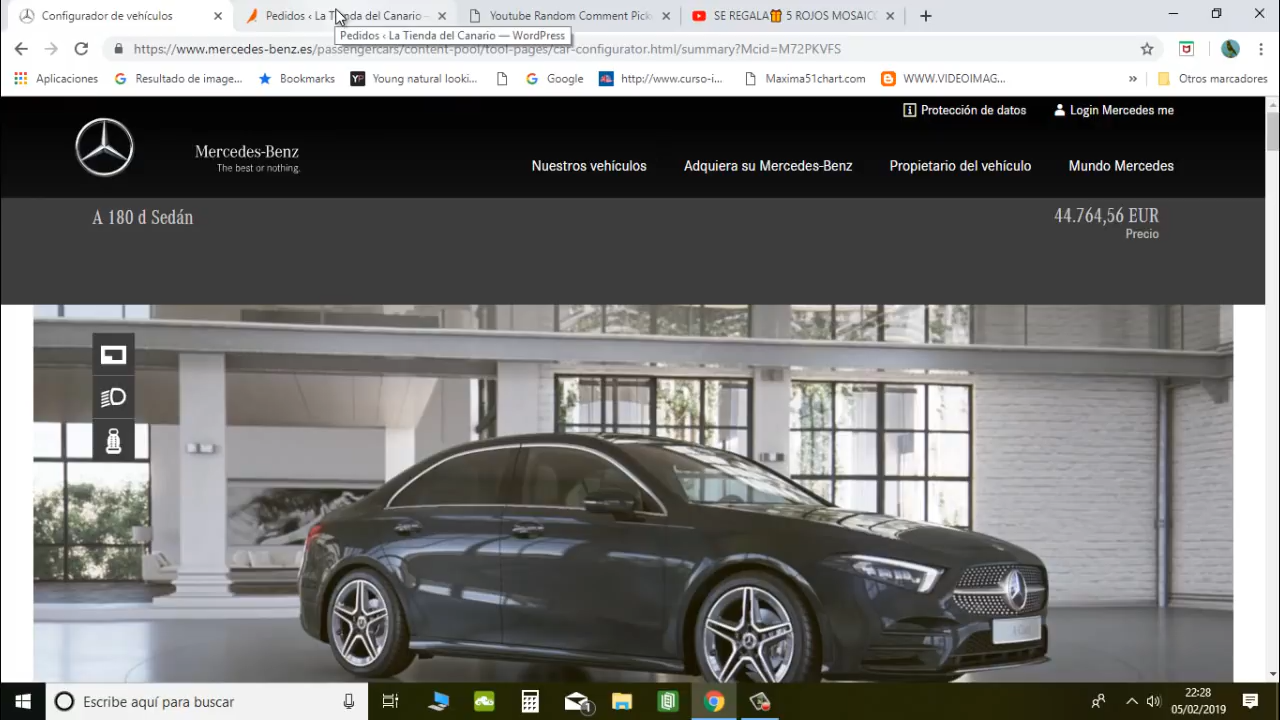 Configurador de vehículos
Pedidos ‹ La Tienda del Canario
Youtube Random Comment Pick
SE REGALA🎁 5 ROJOS MOSAICO
Pedidos ‹ La Tienda del Canario — WordPress
https://www.mercedes-benz.es/passengercars/content-pool/tool-pages/car-configurator.html/summary?Mcid=M72PKVFS
Aplicaciones
Resultado de image...
Bookmarks
Young natural looki...
Google
http://www.curso-i...
Maxima51chart.com
WWW.VIDEOIMAG...
»
Otros marcadores
Protección de datos
Login Mercedes me
Mercedes-Benz
The best or nothing.
Nuestros vehículos
Adquiera su Mercedes-Benz
Propietario del vehículo
Mundo Mercedes
A 180 d Sedán
44.764,56 EUR
Precio
Escribe aquí para buscar
1
22:28
05/02/2019